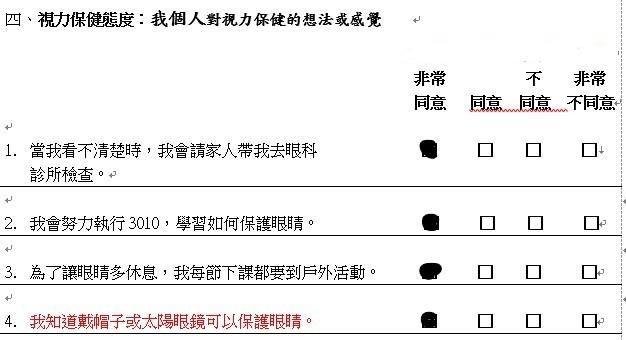 四、視力保健態度：我個人對視力保健的想法或感覺
非常 不 非常
同意 同意 同意 不同意
1. 當我看不清楚時，我會請家人帶我去眼科 □ □ □
診所檢查。
2. 我會努力執行 3010，學習如何保護眼睛。 □ □ □
3. 為了讓眼睛多休息，我每節下課都要到戶外活動。 □ □ □
4. 我知道戴帽子或太陽眼鏡可以保護眼睛。 □ □ □